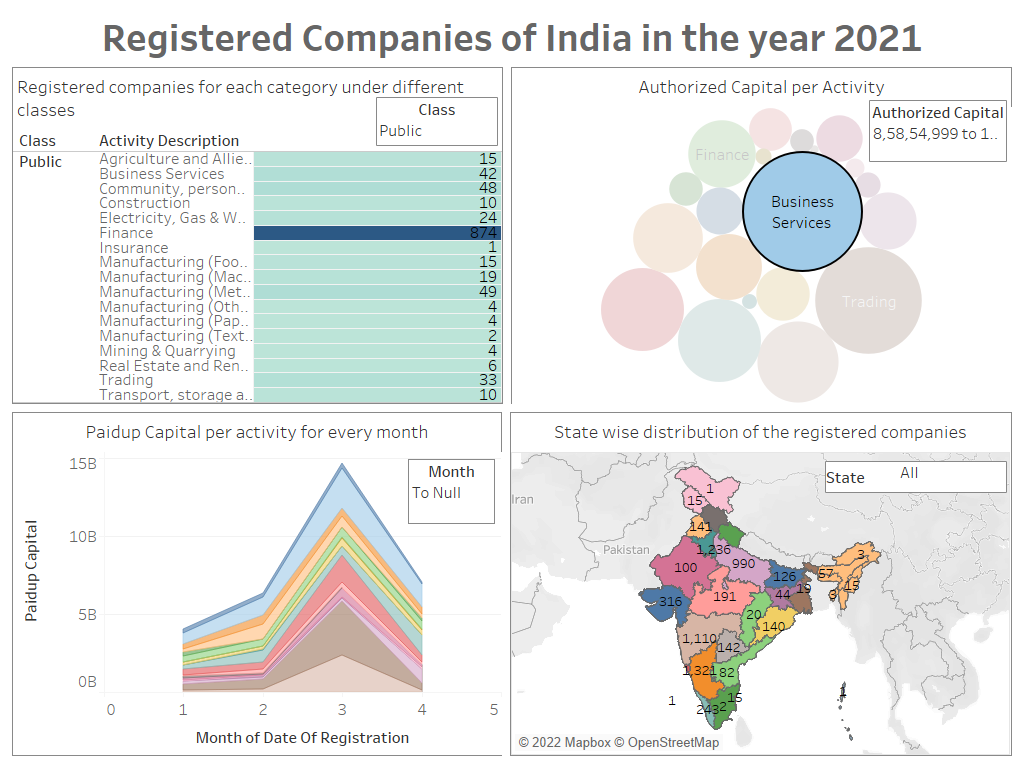 Registered Companies of India in the year 2021
Registered companies for each category under different
classes
Class
Public
Class Activity Description
Public Agriculture and Allie.. 15
Business Services 42
Community, person.. 48
Construction 10
Electricity, Gas & W.. 24
Finance 874
Insurance 1
Manufacturing (Foo.. 15
Manufacturing (Mac.. 19
Manufacturing (Met.. 49
Manufacturing (Oth.. 4
Manufacturing (Pap.. 4
Manufacturing (Text.. 2
Mining & Quarrying 4
Real Estate and Ren.. 6
Trading 33
Transport, storage a.. 10
Authorized Capital per Activity
Authorized Capital
8,58,54,999 to 1..
Finance
Business
Services
Trading
Paidup Capital per activity for every month
Month
To Null
15B
10B
5B
0B
Paidup Capital
0 1 2 3 4 5
Month of Date Of Registration
State wise distribution of the registered companies
State All
Iran
Pakistan
1
15
141
1,236
990
100
126
57
3
15
3
19
44
316
191
20
140
1,110
142
1,321
82
1
15
1
© 2022 Mapbox © OpenStreetMap